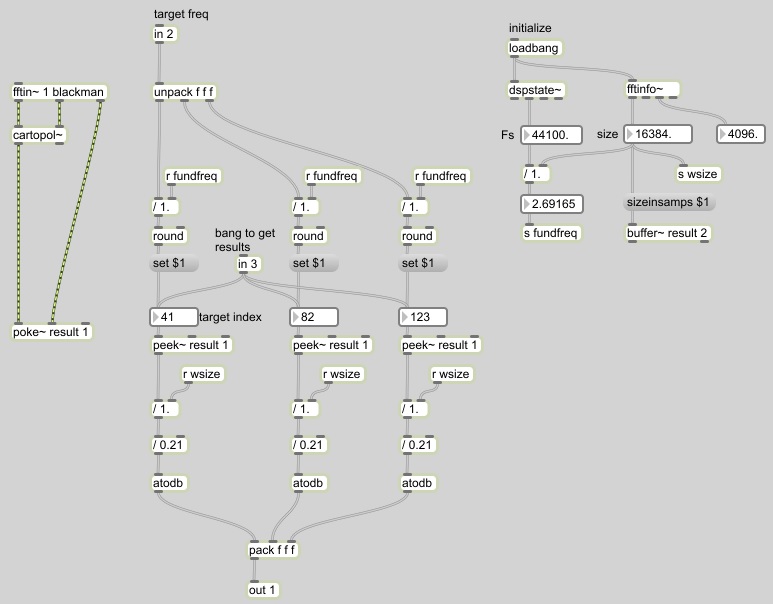 target freq
in 2
initialize
loadbang
fftin~ 1 blackman
unpack f f f
dspstate~
fftinfo~
cartopol~
Fs
44100.
size
16384.
4096.
r fundfreq
r fundfreq
r fundfreq
/ 1.
s wsize
/ 1.
/ 1.
/ 1.
2.69165
sizeinsamps $1
round
round
round
s fundfreq
buffer~ result 2
bang to get
results
set $1
in 3
set $1
set $1
41
target index
82
123
poke~ result 1
peek~ result 1
peek~ result 1
peek~ result 1
r wsize
r wsize
r wsize
/ 1.
/ 1.
/ 1.
/ 0.21
/ 0.21
/ 0.21
atodb
atodb
atodb
pack f f f
out 1